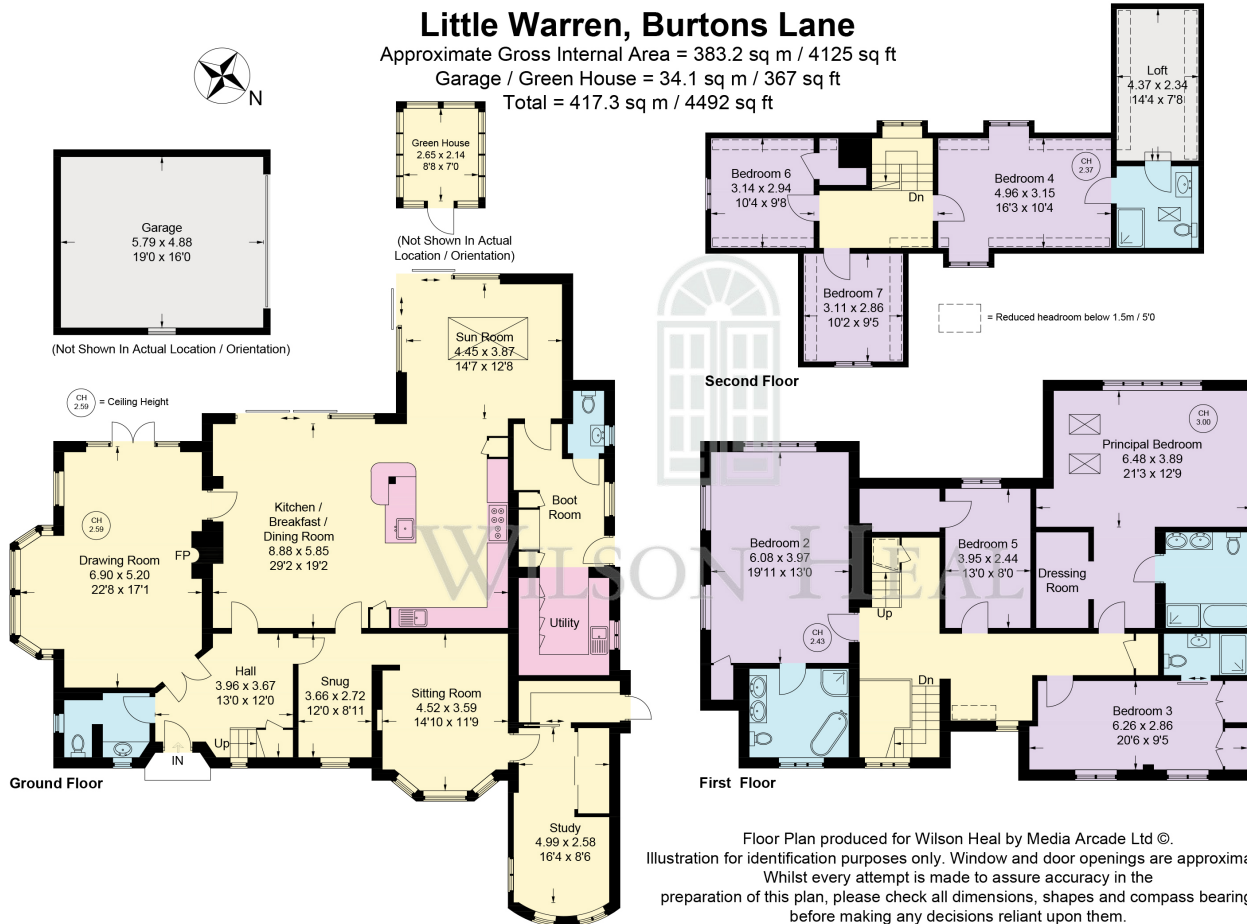 Little Warren, Burtons Lane
Approximate Gross Internal Area = 383.2 sq m / 4125 sq ft
Garage / Green House = 34.1 sq m / 367 sq ft
Total = 417.3 sq m / 4492 sq ft
N
Green House
2.65 x 2.14
8'8 x 7'0
(Not Shown In Actual
Location / Orientation)
Garage
5.79 x 4.88
19'0 x 16'0
(Not Shown In Actual Location / Orientation)
CH
2.59
= Ceiling Height
Sun Room
4.45 x 3.87
14'7 x 12'8
CH
2.59
Drawing Room
6.90 x 5.20
22'8 x 17'1
FP
Kitchen /
Breakfast /
Dining Room
8.88 x 5.85
29'2 x 19'2
Boot
Room
Utility
Hall
3.96 x 3.67
13'0 x 12'0
Snug
3.66 x 2.72
12'0 x 8'11
Sitting Room
4.52 x 3.59
14'10 x 11'9
Up
IN
Study
4.99 x 2.58
16'4 x 8'6
Ground Floor
Loft
4.37 x 2.34
14'4 x 7'8
Bedroom 6
3.14 x 2.94
10'4 x 9'8
Dn
Bedroom 4
4.96 x 3.15
16'3 x 10'4
CH
2.37
Bedroom 7
3.11 x 2.86
10'2 x 9'5
= Reduced headroom below 1.5m / 5'0
Second Floor
CH
3.00
Principal Bedroom
6.48 x 3.89
21'3 x 12'9
Bedroom 2
6.08 x 3.97
19'11 x 13'0
CH
2.43
Up
Bedroom 5
3.95 x 2.44
13'0 x 8'0
Dressing
Room
Dn
Bedroom 3
6.26 x 2.86
20'6 x 9'5
First Floor
WILSON HEAL
Floor Plan produced for Wilson Heal by Media Arcade Ltd ©.
Illustration for identification purposes only. Window and door openings are approxima
Whilst every attempt is made to assure accuracy in the
preparation of this plan, please check all dimensions, shapes and compass bearing
before making any decisions reliant upon them.